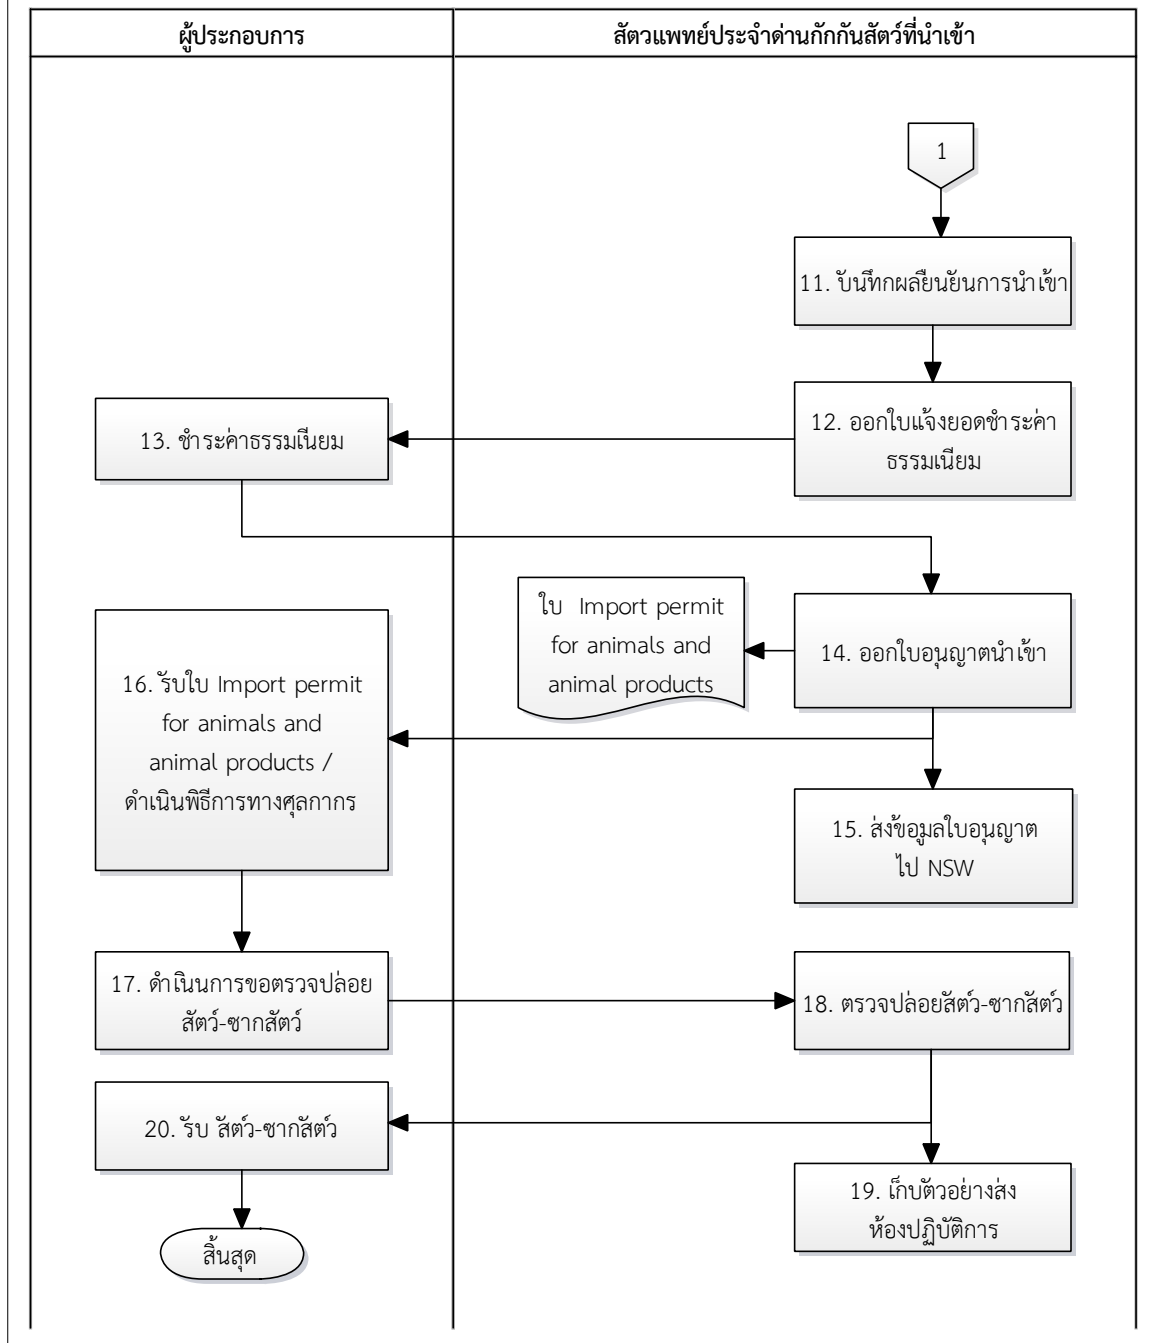 ผู้ประกอบการ
สัตวแพทย์ประจำด่านกักกันสัตว์ที่นำเข้า
1
11. บันทึกผลยืนยันการนำเข้า
12. ออกใบแจ้งยอดชำระค่า
ธรรมเนียม
13. ชำระค่าธรรมเนียม
ใบ Import permit
for animals and
animal products
14. ออกใบอนุญาตนำเข้า
16. รับใบ Import permit
for animals and
animal products /
ดำเนินพิธีการทางศุลกากร
15. ส่งข้อมูลใบอนุญาต
ไป NSW
17. ดำเนินการขอตรวจปล่อย
สัตว์-ซากสัตว์
18. ตรวจปล่อยสัตว์-ซากสัตว์
20. รับ สัตว์-ซากสัตว์
19. เก็บตัวอย่างส่ง
ห้องปฏิบัติการ
สิ้นสุด